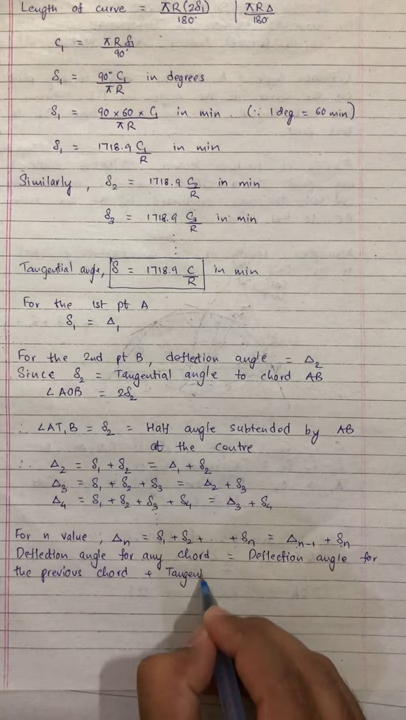 Length of curve = πR(2δ₁)/180° | πRΔ/180
C₁ = πRδ₁/90°
δ₁ = 90° C₁/πR in degrees
δ₁ = 90 × 60 × C₁/πR in min. (∵ 1 deg = 60 min)
δ₁ = 1718.9 C₁/R in min
Similarly, δ₂ = 1718.9 C₂/R in min
δ₃ = 1718.9 C₃/R in min
Tangential angle, δ = 1718.9 C/R in min
For the 1st pt A
δ₁ = Δ₁
For the 2nd pt B, deflection angle = Δ₂
Since δ₂ = Tangential angle to chord AB
∠AOB = 2δ₂
∴ ∠AT₁B = δ₂ = Half angle subtended by AB
at the centre
∴ Δ₂ = δ₁ + δ₂ = Δ₁ + δ₂
Δ₃ = δ₁ + δ₂ + δ₃ = Δ₂ + δ₃
Δ₄ = δ₁ + δ₂ + δ₃ + δ₄ = Δ₃ + δ₄
For n value, Δₙ = δ₁ + δ₂ + ... + δₙ = Δₙ₋₁ + δₙ
Deflection angle for any chord = Deflection angle for
the previous chord + Tangent